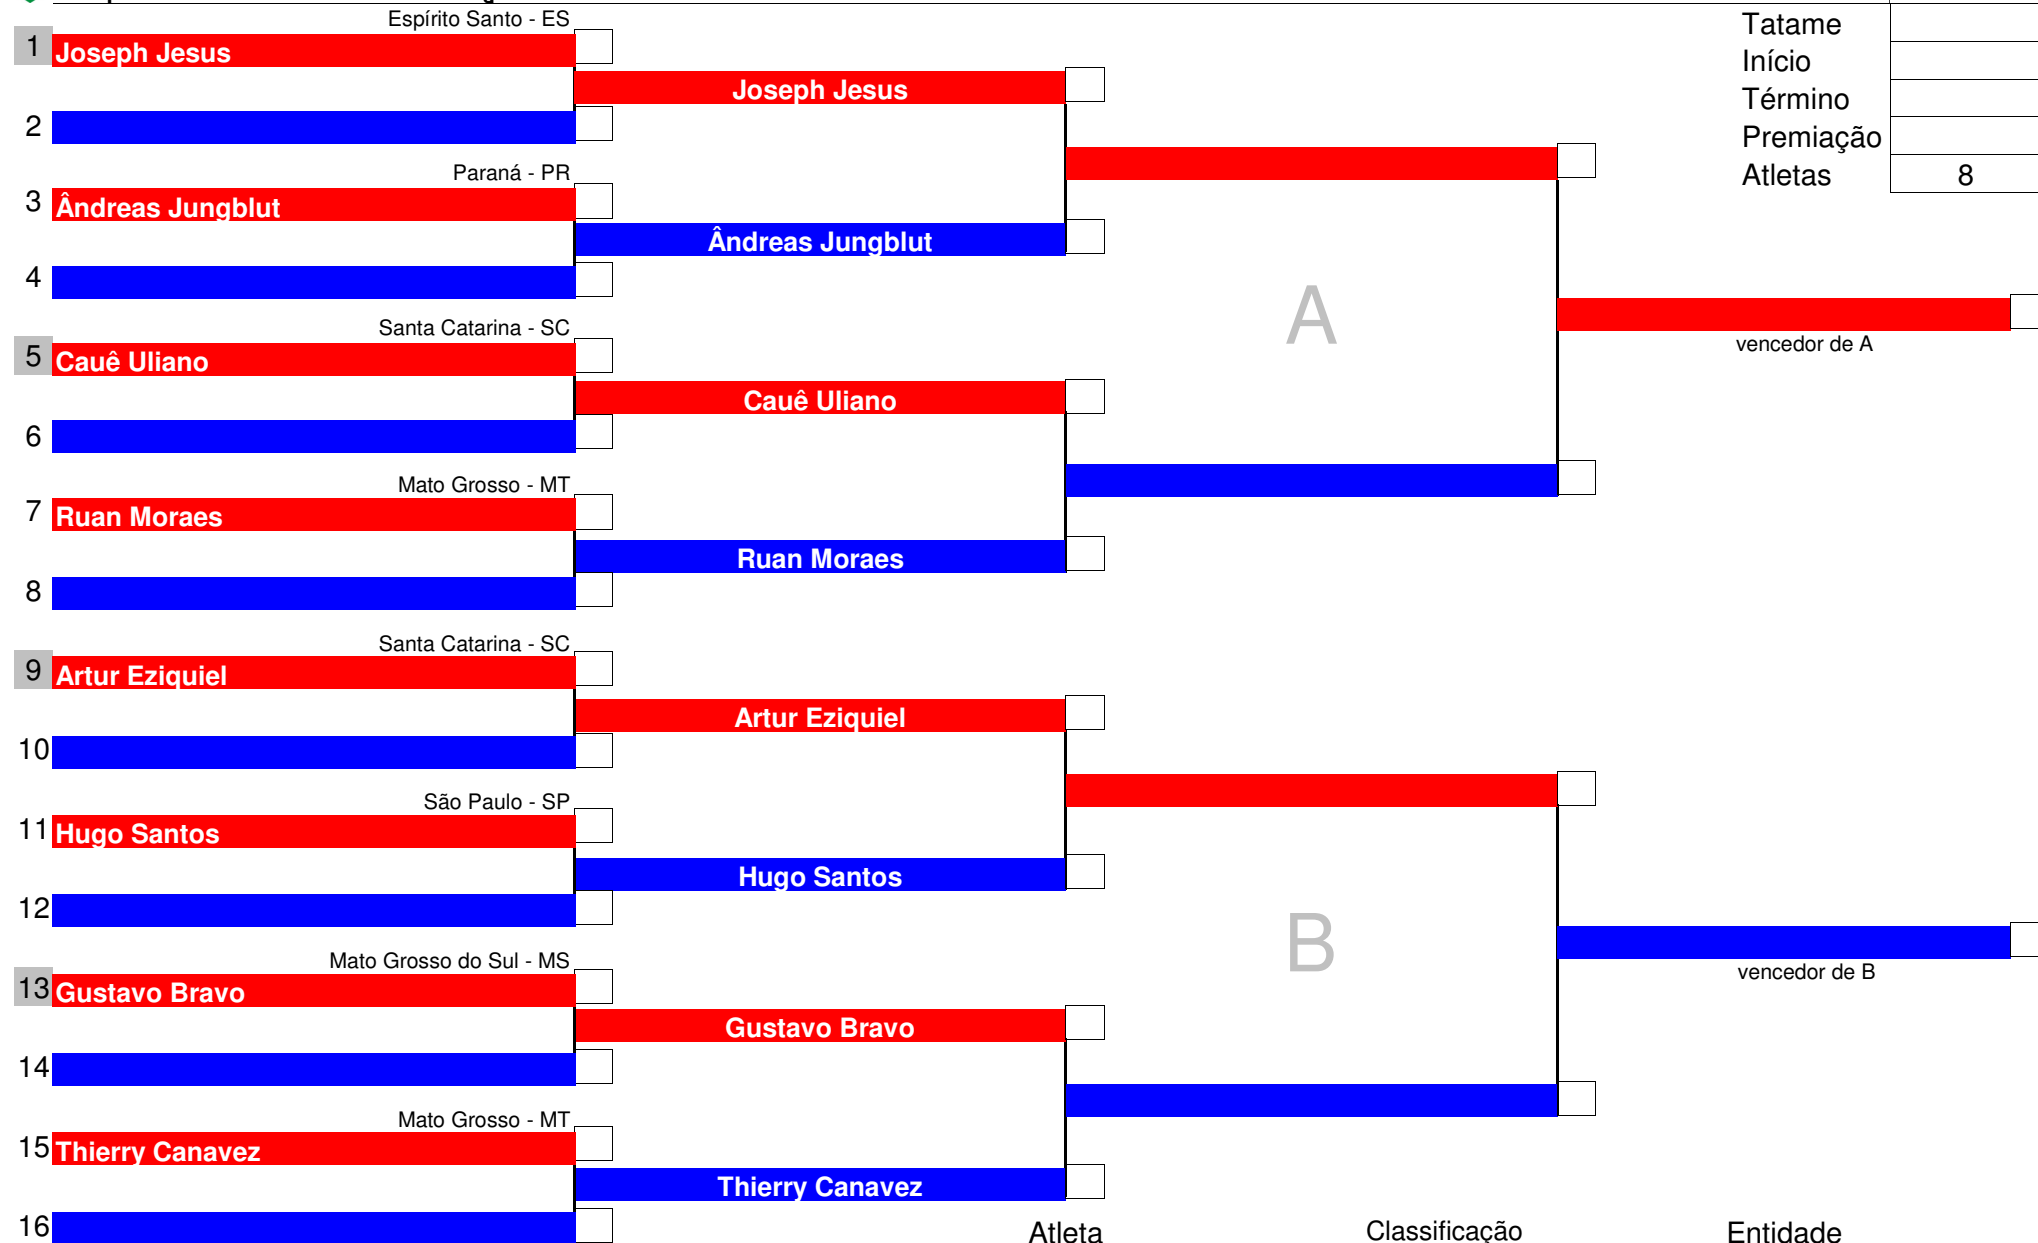 Espírito Santo - ES
1 Joseph Jesus
Joseph Jesus
2
Paraná - PR
3 Ândreas Jungblut
Ândreas Jungblut
4
Santa Catarina - SC
5 Cauê Uliano
Cauê Uliano
6
Mato Grosso - MT
7 Ruan Moraes
Ruan Moraes
8
Santa Catarina - SC
9 Artur Eziquiel
Artur Eziquiel
10
São Paulo - SP
11 Hugo Santos
Hugo Santos
12
Mato Grosso do Sul - MS
13 Gustavo Bravo
Gustavo Bravo
14
Mato Grosso - MT
15 Thierry Canavez
Thierry Canavez
16
A
B
vencedor de A
vencedor de B
Tatame
Início
Término
Premiação
Atletas 8
Atleta Classificação Entidade